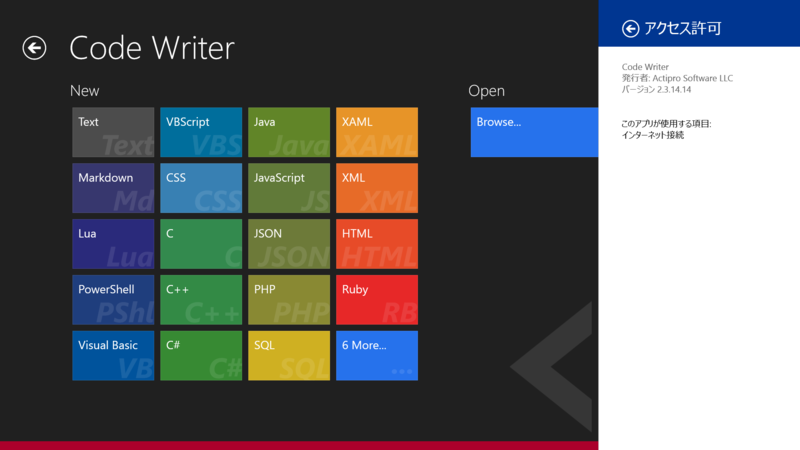 Code Writer
New
Text
Text
VBScript
VBS
Java
Java
XAML
XAML
Markdown
Md
CSS
CSS
JavaScript
JS
XML
XML
Lua
Lua
C
C
JSON
JSON
HTML
HTML
PowerShell
PShl
C++
C++
PHP
PHP
Ruby
RB
Visual Basic
VB
C#
C#
SQL
SQL
6 More...
...
Open
Browse...
アクセス許可
Code Writer
発行者: Actipro Software LLC
バージョン 2.3.14.14
このアプリが使用する項目:
インターネット接続